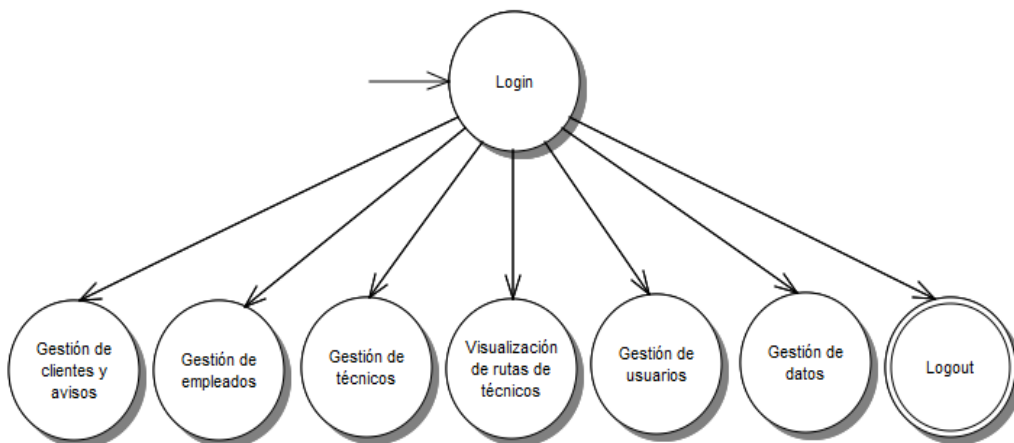 Login
Gestión de
clientes y
avisos
Gestión de
empleados
Gestión de
técnicos
Visualización
de rutas de
técnicos
Gestión de
usuarios
Gestión de
datos
Logout